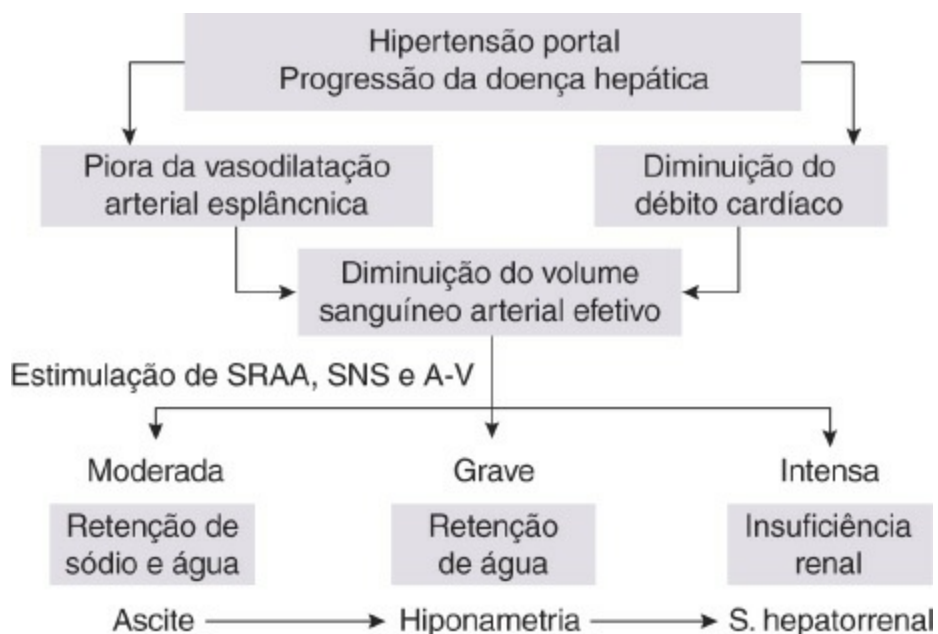 Hipertensão portal
Progressão da doença hepática
Piora da vasodilatação
arterial esplâncnica
Diminuição do
débito cardíaco
Diminuição do volume
sanguíneo arterial efetivo
Estimulação de SRAA, SNS e A-V
Moderada
Grave
Intensa
Retenção de
sódio e água
Retenção
de água
Insuficiência
renal
Ascite
Hiponametria
S. hepatorrenal